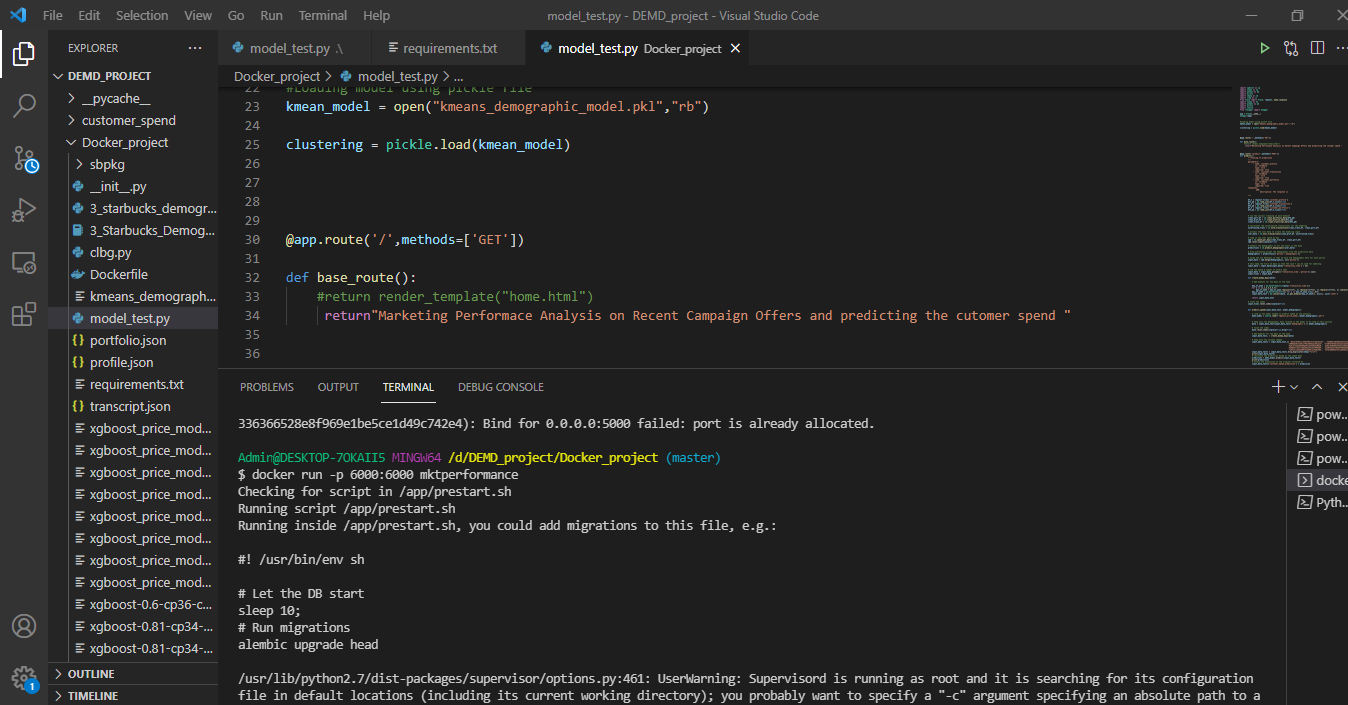 File Edit Selection View Go Run Terminal Help model_test.py - DEMD_project - Visual Studio Code
EXPLORER
DEMD_PROJECT
__pycache__
customer_spend
Docker_project
sbpkg
__init__.py
3_starbucks_demogr...
3_Starbucks_Demog...
clbg.py
Dockerfile
kmeans_demograph...
model_test.py
portfolio.json
profile.json
requirements.txt
transcript.json
xgboost_price_mod...
xgboost_price_mod...
xgboost_price_mod...
xgboost_price_mod...
xgboost_price_mod...
xgboost_price_mod...
xgboost_price_mod...
xgboost_price_mod...
xgboost-0.6-cp36-c...
xgboost-0.81-cp34-...
xgboost-0.81-cp34-...
OUTLINE
TIMELINE
1
model_test.py .\ requirements.txt model_test.py Docker_project
Docker_project > model_test.py > ...
22 #Loading model using pickle file
23 kmean_model = open("kmeans_demographic_model.pkl","rb")
24
25 clustering = pickle.load(kmean_model)
26
27
28
29
30 @app.route('/',methods=['GET'])
31
32 def base_route():
33 #return render_template("home.html")
34 return"Marketing Performace Analysis on Recent Campaign Offers and predicting the cutomer spend "
35
36
PROBLEMS OUTPUT TERMINAL DEBUG CONSOLE
336366528e8f969e1be5ce1d49c742e4): Bind for 0.0.0.0:5000 failed: port is already allocated.
Admin@DESKTOP-7OKAII5 MINGW64 /d/DEMD_project/Docker_project (master)
$ docker run -p 6000:6000 mktperformance
Checking for script in /app/prestart.sh
Running script /app/prestart.sh
Running inside /app/prestart.sh, you could add migrations to this file, e.g.:
#! /usr/bin/env sh
# Let the DB start
sleep 10;
# Run migrations
alembic upgrade head
/usr/lib/python2.7/dist-packages/supervisor/options.py:461: UserWarning: Supervisord is running as root and it is searching for its configuration
file in default locations (including its current working directory); you probably want to specify a "-c" argument specifying an absolute path to a
pow...
pow...
pow...
docke
Pyth...